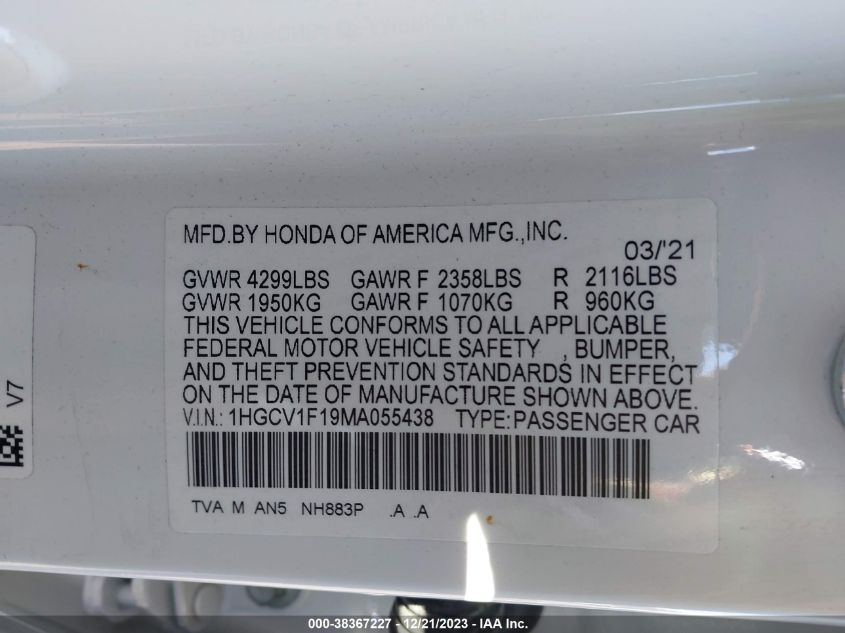 MFD.BY HONDA OF AMERICA MFG.,INC.
03/'21
GVWR 4299LBS GAWR F 2358LBS R 2116LBS
GVWR 1950KG GAWR F 1070KG R 960KG
THIS VEHICLE CONFORMS TO ALL APPLICABLE
FEDERAL MOTOR VEHICLE SAFETY , BUMPER,
AND THEFT PREVENTION STANDARDS IN EFFECT
ON THE DATE OF MANUFACTURE SHOWN ABOVE.
V.I.N.: 1HGCV1F19MA055438 TYPE:PASSENGER CAR
TVA M AN5 NH883P .A .A
V7
000-38367227 - 12/21/2023 - IAA Inc.